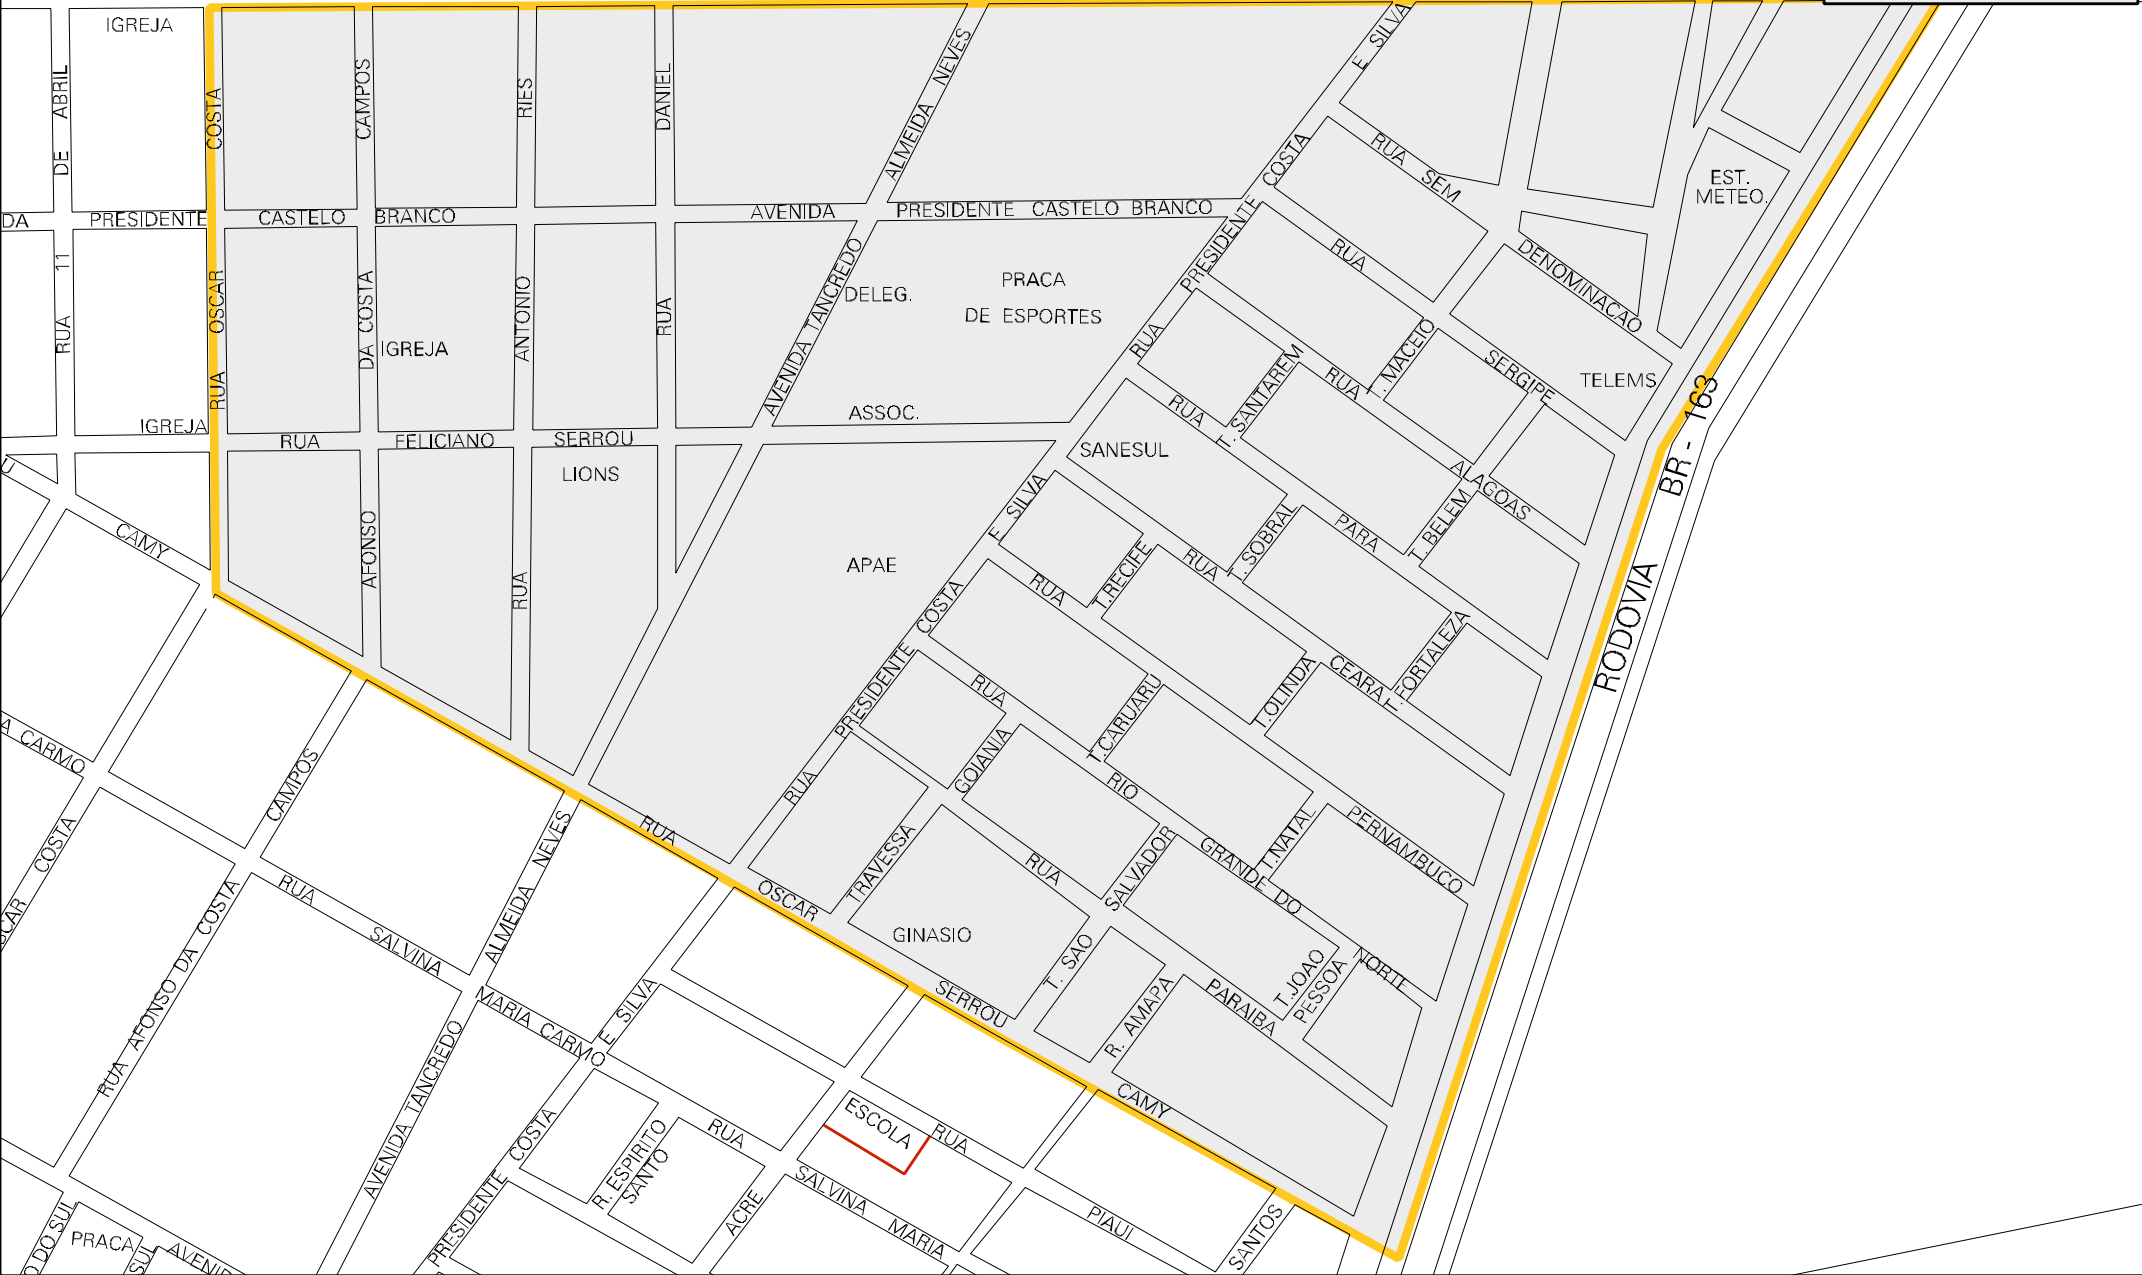 IGREJA
DE ABRIL
RUA 11
COSTA
RUA OSCAR
CAMPOS
DA COSTA
AFONSO
RIES
ANTONIO
RUA
DANIEL
RUA
ALMEIDA NEVES
AVENIDA TANCREDO
E SILVA
COSTA
PRESIDENTE
RUA
DA PRESIDENTE CASTELO BRANCO AVENIDA PRESIDENTE CASTELO BRANCO
RUA SEM
DENOMINACAO
EST.
METEO.
DELEG.
PRACA
DE ESPORTES
IGREJA
IGREJA
ASSOC.
RUA FELICIANO SERROU
LIONS
APAE
SANESUL
TELEMS
RUA SERGIPE
T. MACEIO
T. SANTAREM
RUA ALAGOAS
T. BELEM
RUA PARA
T. SOBRAL
RUA CEARA
T. FORTALEZA
T.RECIFE
T.OLINDA
RUA PERNAMBUCO
T.CARUARU
T.NATAL
RUA RIO GRANDE DO NORTE
GOIANIA
TRAVESSA
RUA PARAIBA
T. SAO
SALVADOR
T.JOAO
PESSOA
R. AMAPA
GINASIO
E SILVA
COSTA
PRESIDENTE
RUA
RODOVIA BR - 163
CAMY
RUA OSCAR SERROU CAMY
A CARMO
CAMPOS
COSTA
SCAR
RUA AFONSO DA COSTA
RUA SALVINA
MARIA CARMO
ALMEIDA NEVES
AVENIDA TANCREDO
E SILVA
COSTA
PRESIDENTE
R. ESPIRITO
SANTO
RUA
SALVINA MARIA
ACRE
ESCOLA
RUA
PIAUI
SANTOS
PRACA
O DO SUL
SUL
AVENID